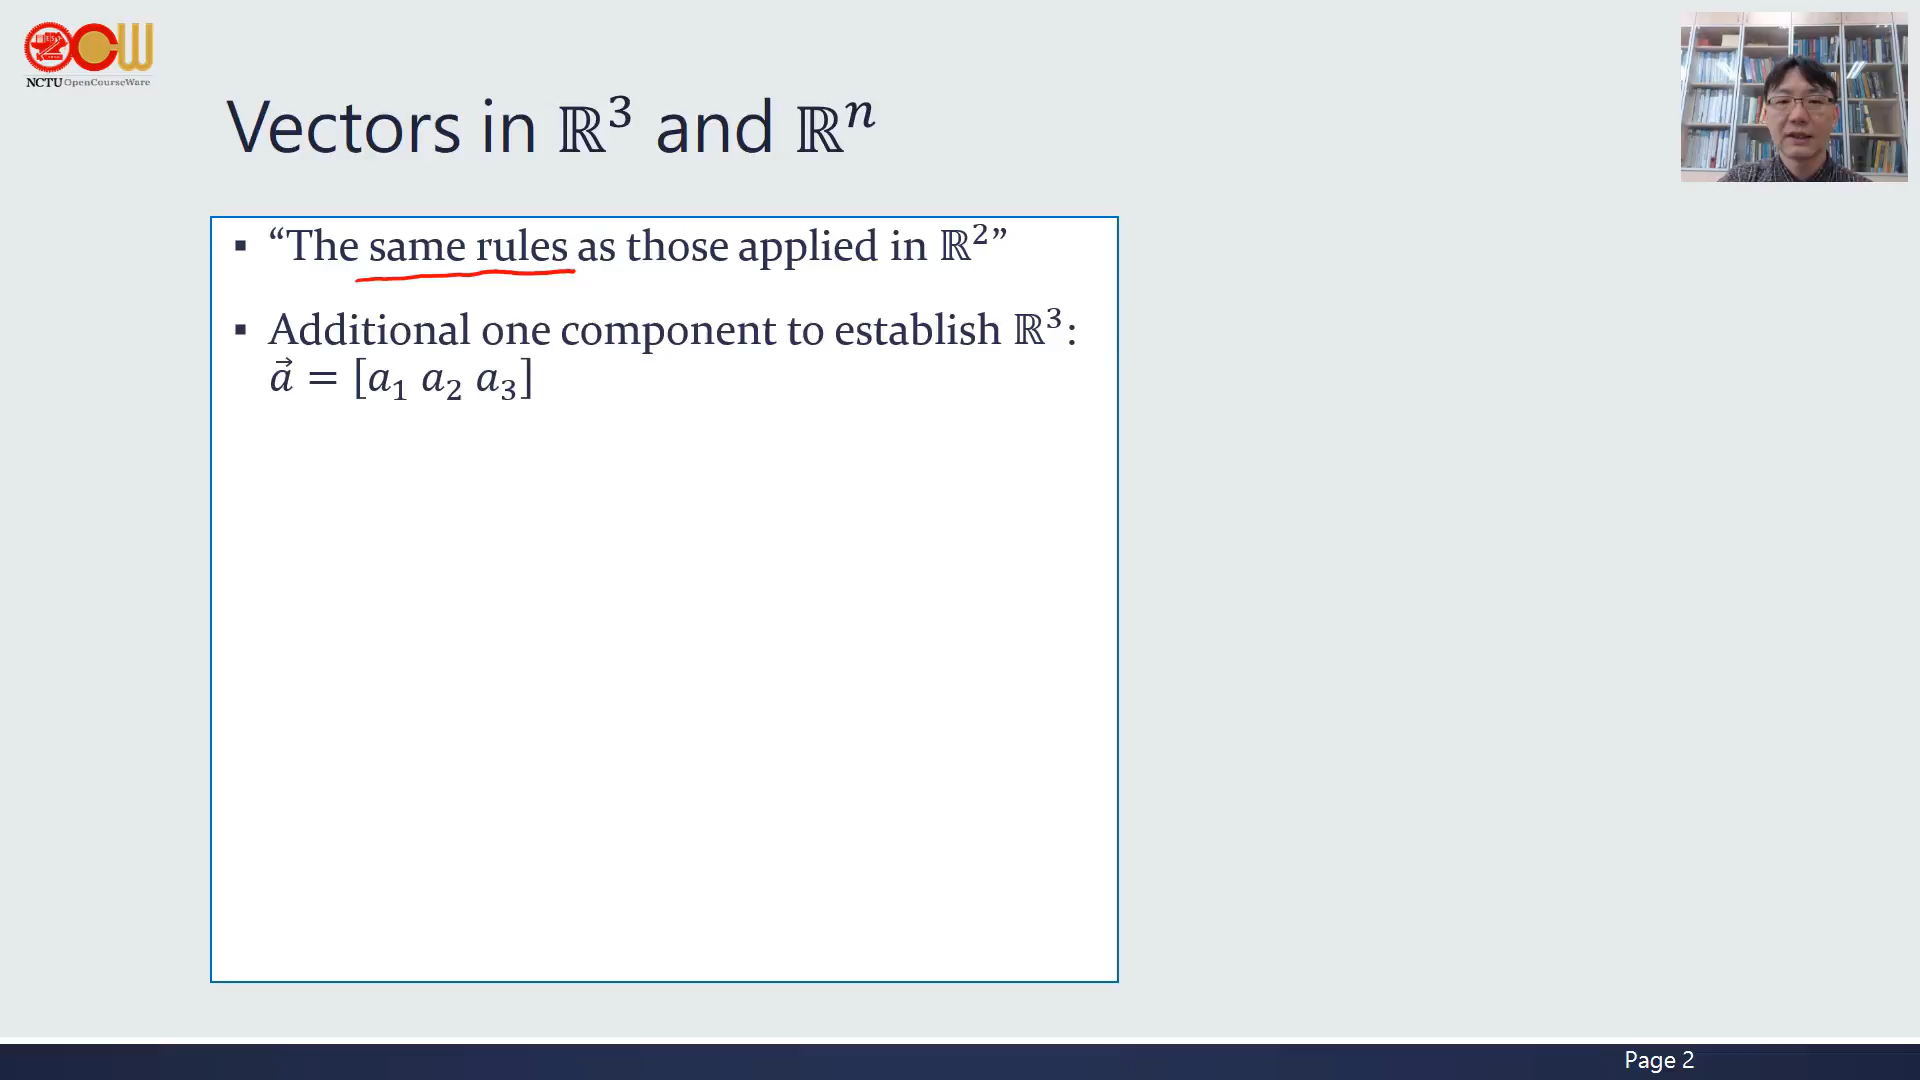 NCTU OpenCourseWare
Vectors in ℝ³ and ℝⁿ
▪ “The same rules as those applied in ℝ²”
▪ Additional one component to establish ℝ³:
a⃗ = [a₁ a₂ a₃]
Page 2